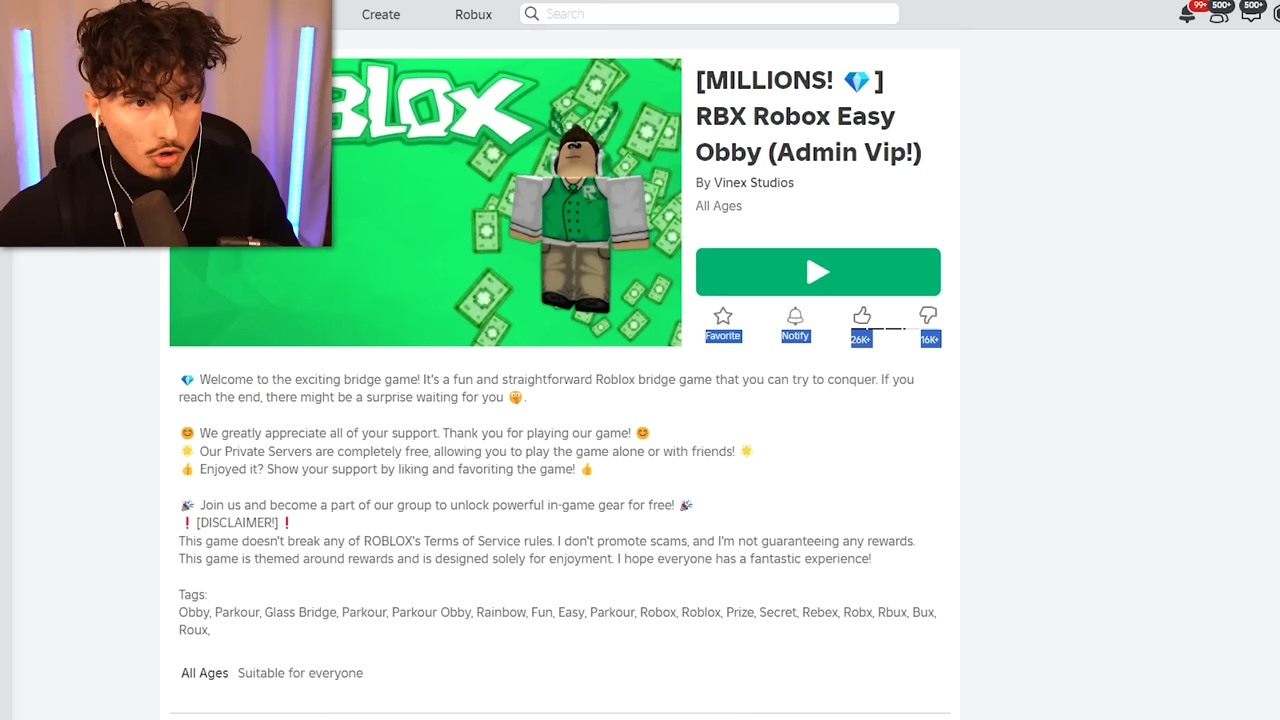 Create Robux Search 99+ 500+ 500+
BLOX
[MILLIONS! 💎 ]
RBX Robox Easy
Obby (Admin Vip!)
By Vinex Studios
All Ages
Favorite Notify 26K+ 16K+
💎 Welcome to the exciting bridge game! It's a fun and straightforward Roblox bridge game that you can try to conquer. If you
reach the end, there might be a surprise waiting for you 🤫.
😊 We greatly appreciate all of your support. Thank you for playing our game! 😊
🌟 Our Private Servers are completely free, allowing you to play the game alone or with friends! 🌟
👍 Enjoyed it? Show your support by liking and favoriting the game! 👍
🎉 Join us and become a part of our group to unlock powerful in-game gear for free! 🎉
❗ [DISCLAIMER!] ❗
This game doesn't break any of ROBLOX's Terms of Service rules. I don't promote scams, and I'm not guaranteeing any rewards.
This game is themed around rewards and is designed solely for enjoyment. I hope everyone has a fantastic experience!
Tags:
Obby, Parkour, Glass Bridge, Parkour, Parkour Obby, Rainbow, Fun, Easy, Parkour, Robox, Roblox, Prize, Secret, Rebex, Robx, Rbux, Bux,
Roux,
All Ages Suitable for everyone